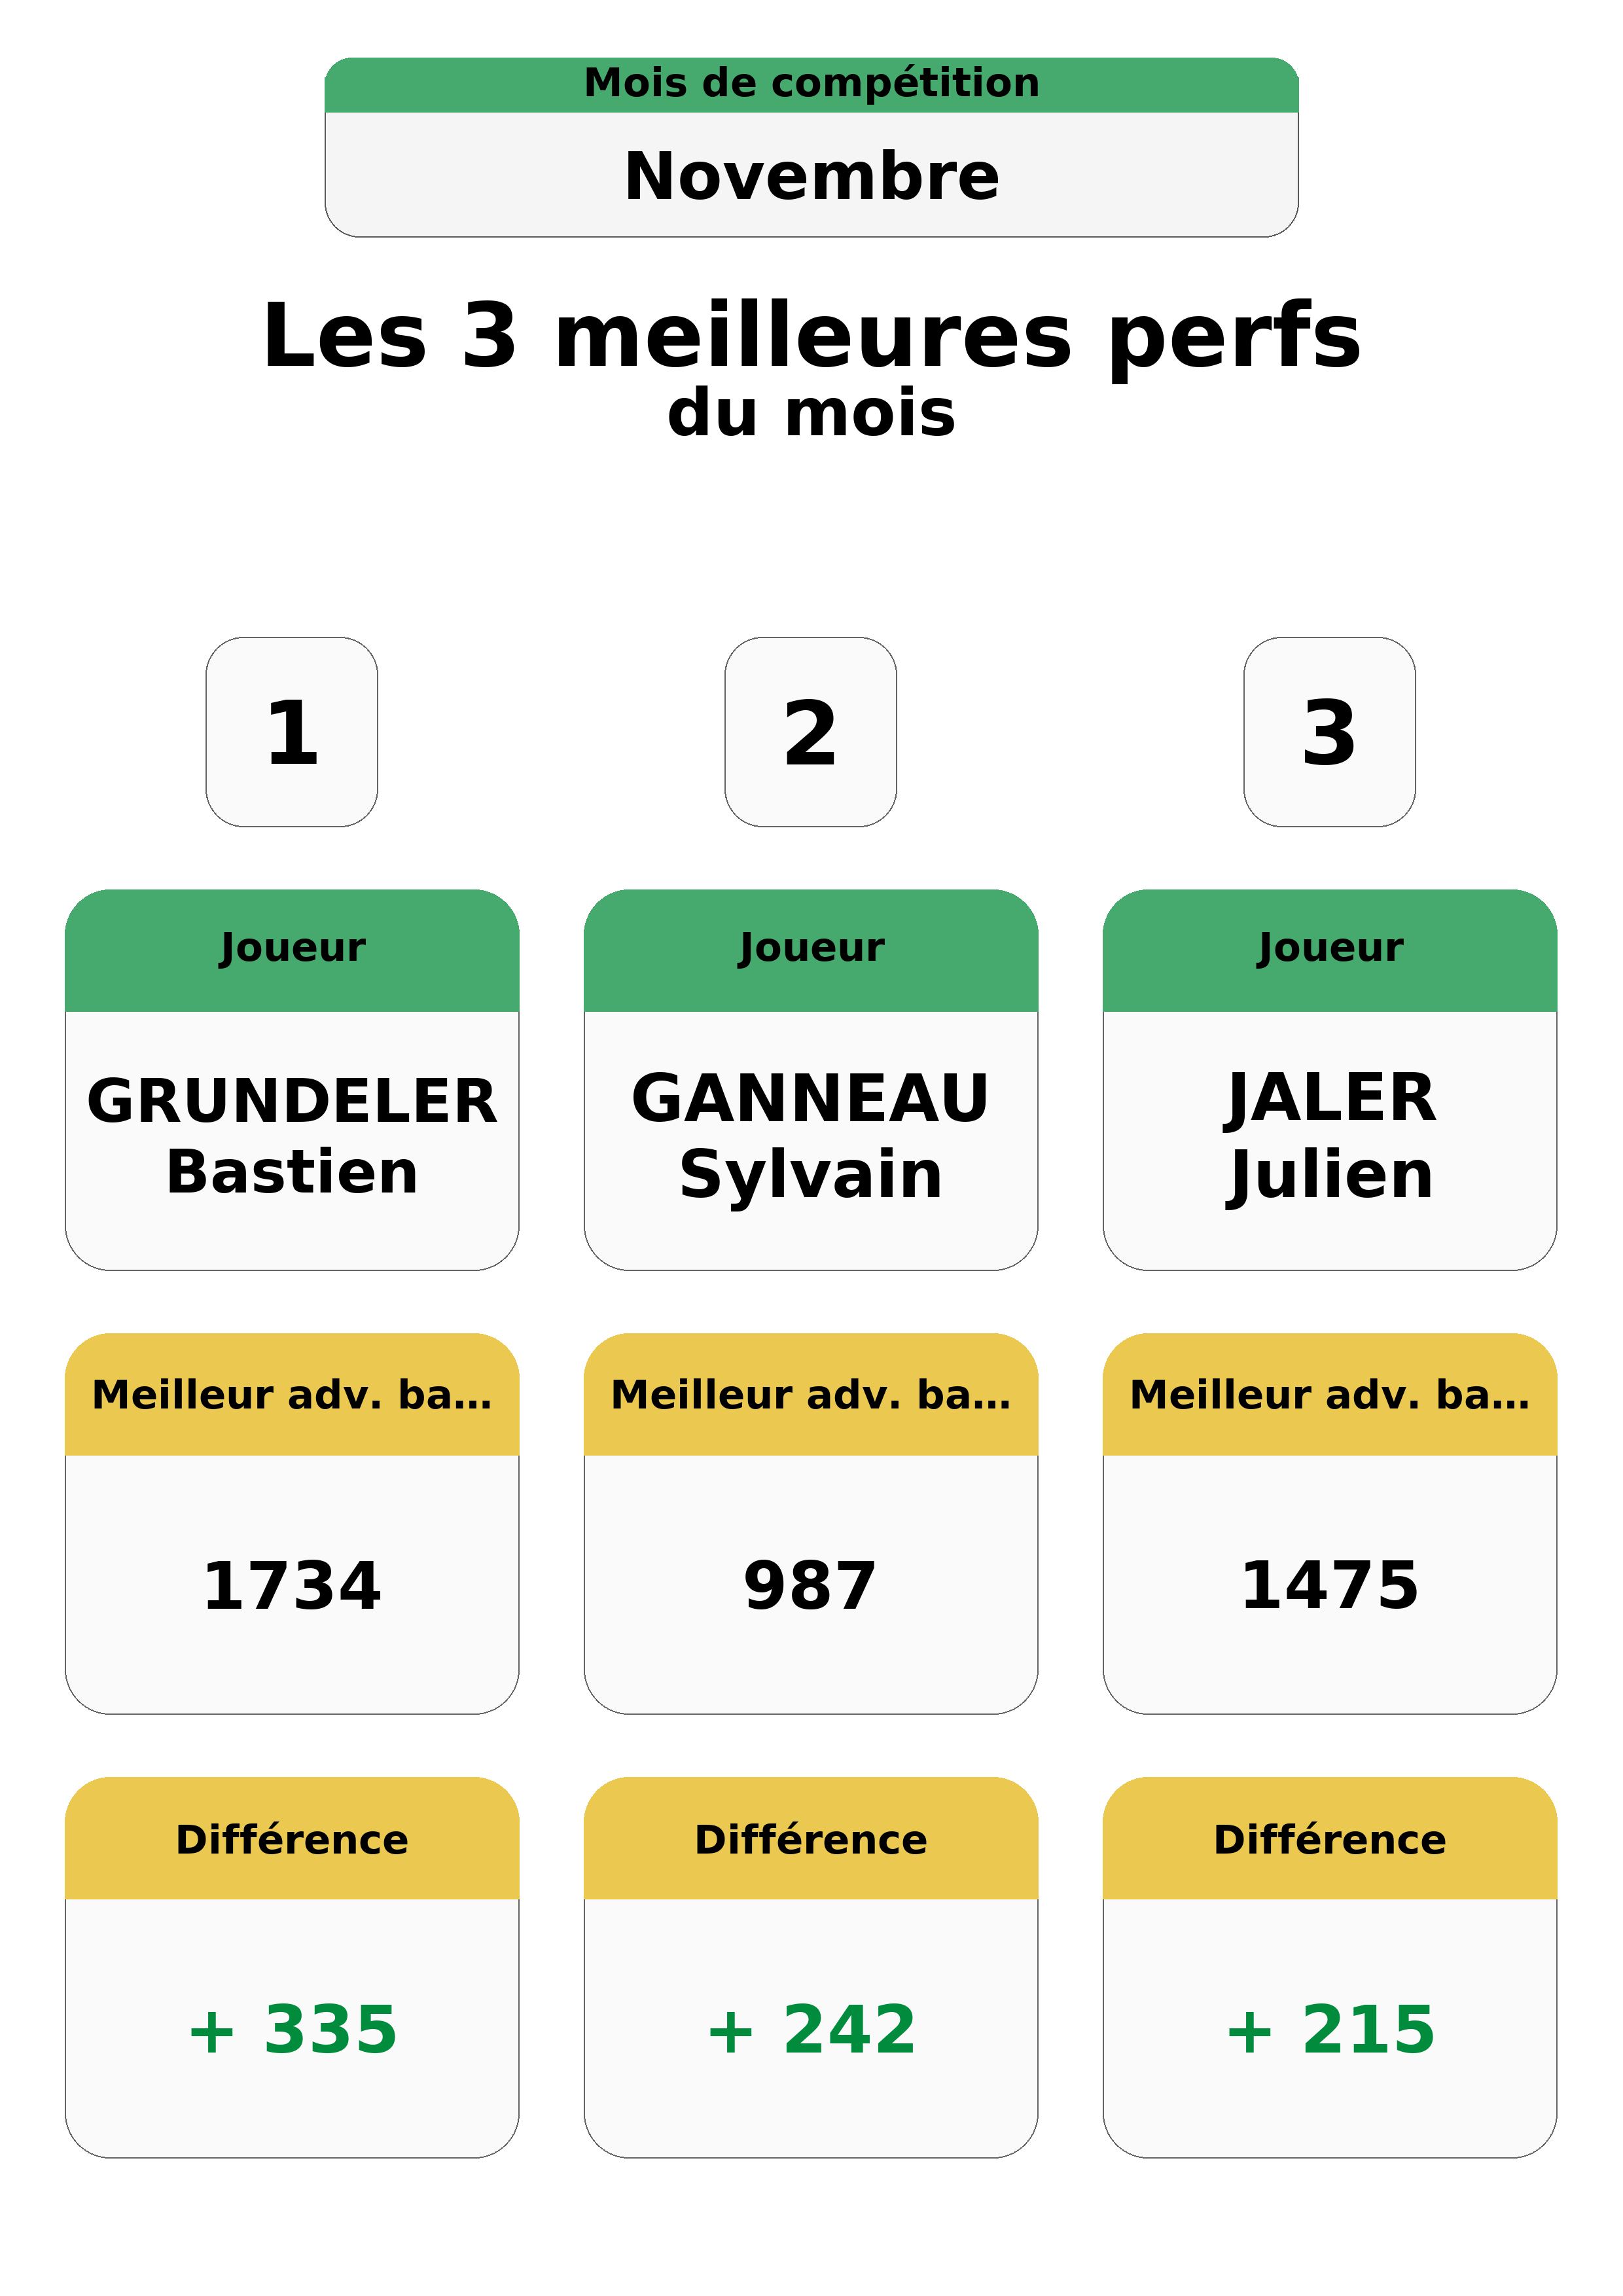 Mois de compétition
Novembre
Les 3 meilleures perfs
du mois
1
2
3
Joueur
Joueur
Joueur
GRUNDELER
Bastien
GANNEAU
Sylvain
JALER
Julien
Meilleur adv. ba…
Meilleur adv. ba…
Meilleur adv. ba…
1734
987
1475
Différence
Différence
Différence
+ 335
+ 242
+ 215